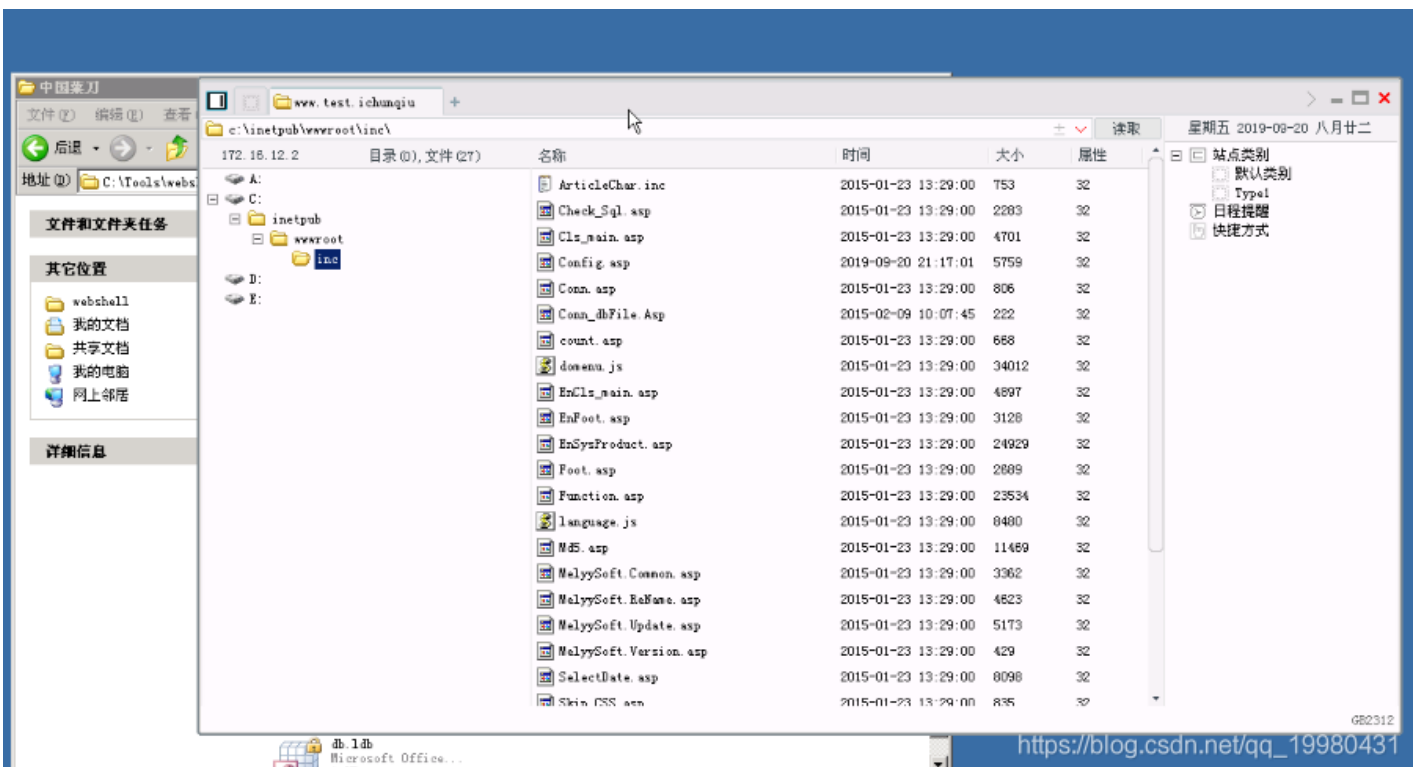 中国菜刀
文件(F) 编辑(E) 查看
后退
地址(D) C:\Tools\webs
文件和文件夹任务
其它位置
webshell
我的文档
共享文档
我的电脑
网上邻居
详细信息
www.test.ichunqiu +
c:\inetpub\wwwroot\inc\ 读取
172.16.12.2 目录(0),文件(27) 名称 时间 大小 属性
A:
C:
inetpub
wwwroot
inc
D:
E:
ArticleChar.inc 2015-01-23 13:29:00 753 32
Check_Sql.asp 2015-01-23 13:29:00 2283 32
Cls_main.asp 2015-01-23 13:29:00 4701 32
Config.asp 2019-09-20 21:17:01 5759 32
Conn.asp 2015-01-23 13:29:00 806 32
Conn_dbFile.Asp 2015-02-09 10:07:45 222 32
count.asp 2015-01-23 13:29:00 668 32
domenu.js 2015-01-23 13:29:00 34012 32
EnCls_main.asp 2015-01-23 13:29:00 4897 32
EnFoot.asp 2015-01-23 13:29:00 3128 32
EnSysProduct.asp 2015-01-23 13:29:00 24929 32
Foot.asp 2015-01-23 13:29:00 2689 32
Function.asp 2015-01-23 13:29:00 23534 32
language.js 2015-01-23 13:29:00 8480 32
Md5.asp 2015-01-23 13:29:00 11469 32
MelyySoft.Common.asp 2015-01-23 13:29:00 3362 32
MelyySoft.ReName.asp 2015-01-23 13:29:00 4623 32
MelyySoft.Update.asp 2015-01-23 13:29:00 5173 32
MelyySoft.Version.asp 2015-01-23 13:29:00 429 32
SelectDate.asp 2015-01-23 13:29:00 8098 32
Skin_CSS.asp 2015-01-23 13:29:00 835 32
星期五 2019-09-20 八月廿二
站点类别
默认类别
Type1
日程提醒
快捷方式
GB2312
db.ldb
Microsoft Office...
https://blog.csdn.net/qq_19980431